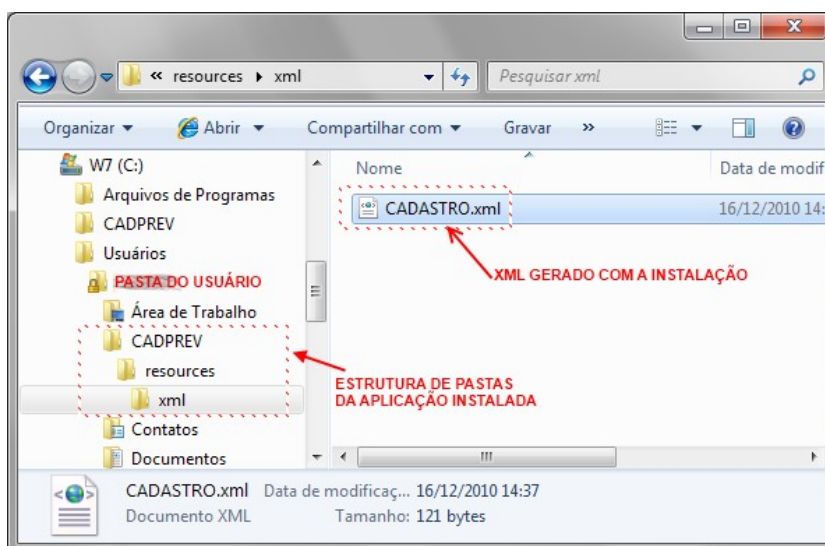 « resources ▸ xml
Pesquisar xml
Organizar Abrir Compartilhar com Gravar »
W7 (C:)
Arquivos de Programas
CADPREV
Usuários
PASTA DO USUÁRIO
Área de Trabalho
CADPREV
resources
xml
Contatos
Documentos
Nome Data de modif
CADASTRO.xml 16/12/2010 14:
XML GERADO COM A INSTALAÇÃO
ESTRUTURA DE PASTAS
DA APLICAÇÃO INSTALADA
CADASTRO.xml Data de modificaç... 16/12/2010 14:37
Documento XML Tamanho: 121 bytes